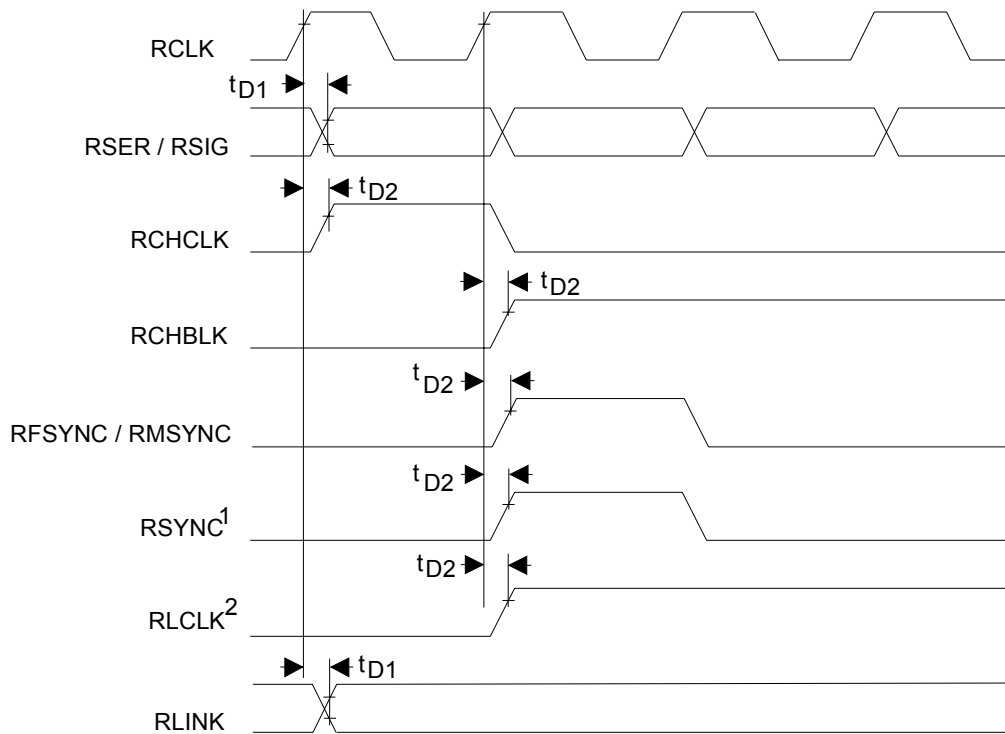 RCLK
tD1
RSER / RSIG
tD2
RCHCLK
tD2
RCHBLK
tD2
RFSYNC / RMSYNC
tD2
RSYNC1
tD2
RLCLK2
tD1
RLINK